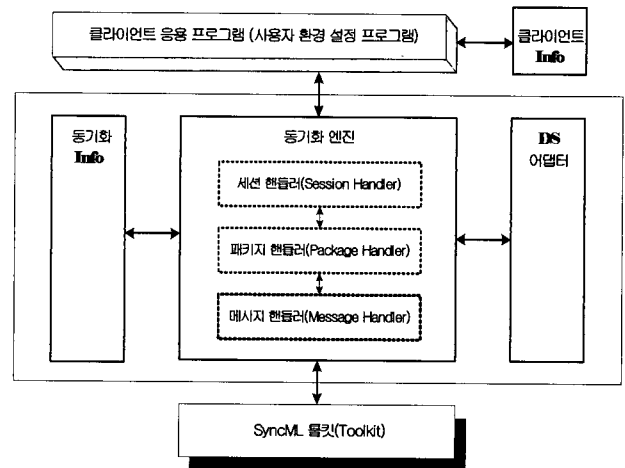 클라이언트 응용 프로그램 (사용자 환경 설정 프로그램)
클라이언트
Info
동기화
Info
동기화 엔진
세션 핸들러(Session Handler)
패키지 핸들러(Package Handler)
메시지 핸들러(Message Handler)
DS
어댑터
SyncML 툴킷(Toolkit)